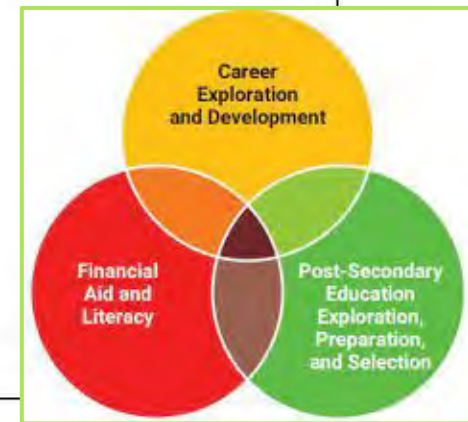 Career
Exploration
and Development
Financial
Aid and
Literacy
Post-Secondary
Education
Exploration,
Preparation,
and Selection